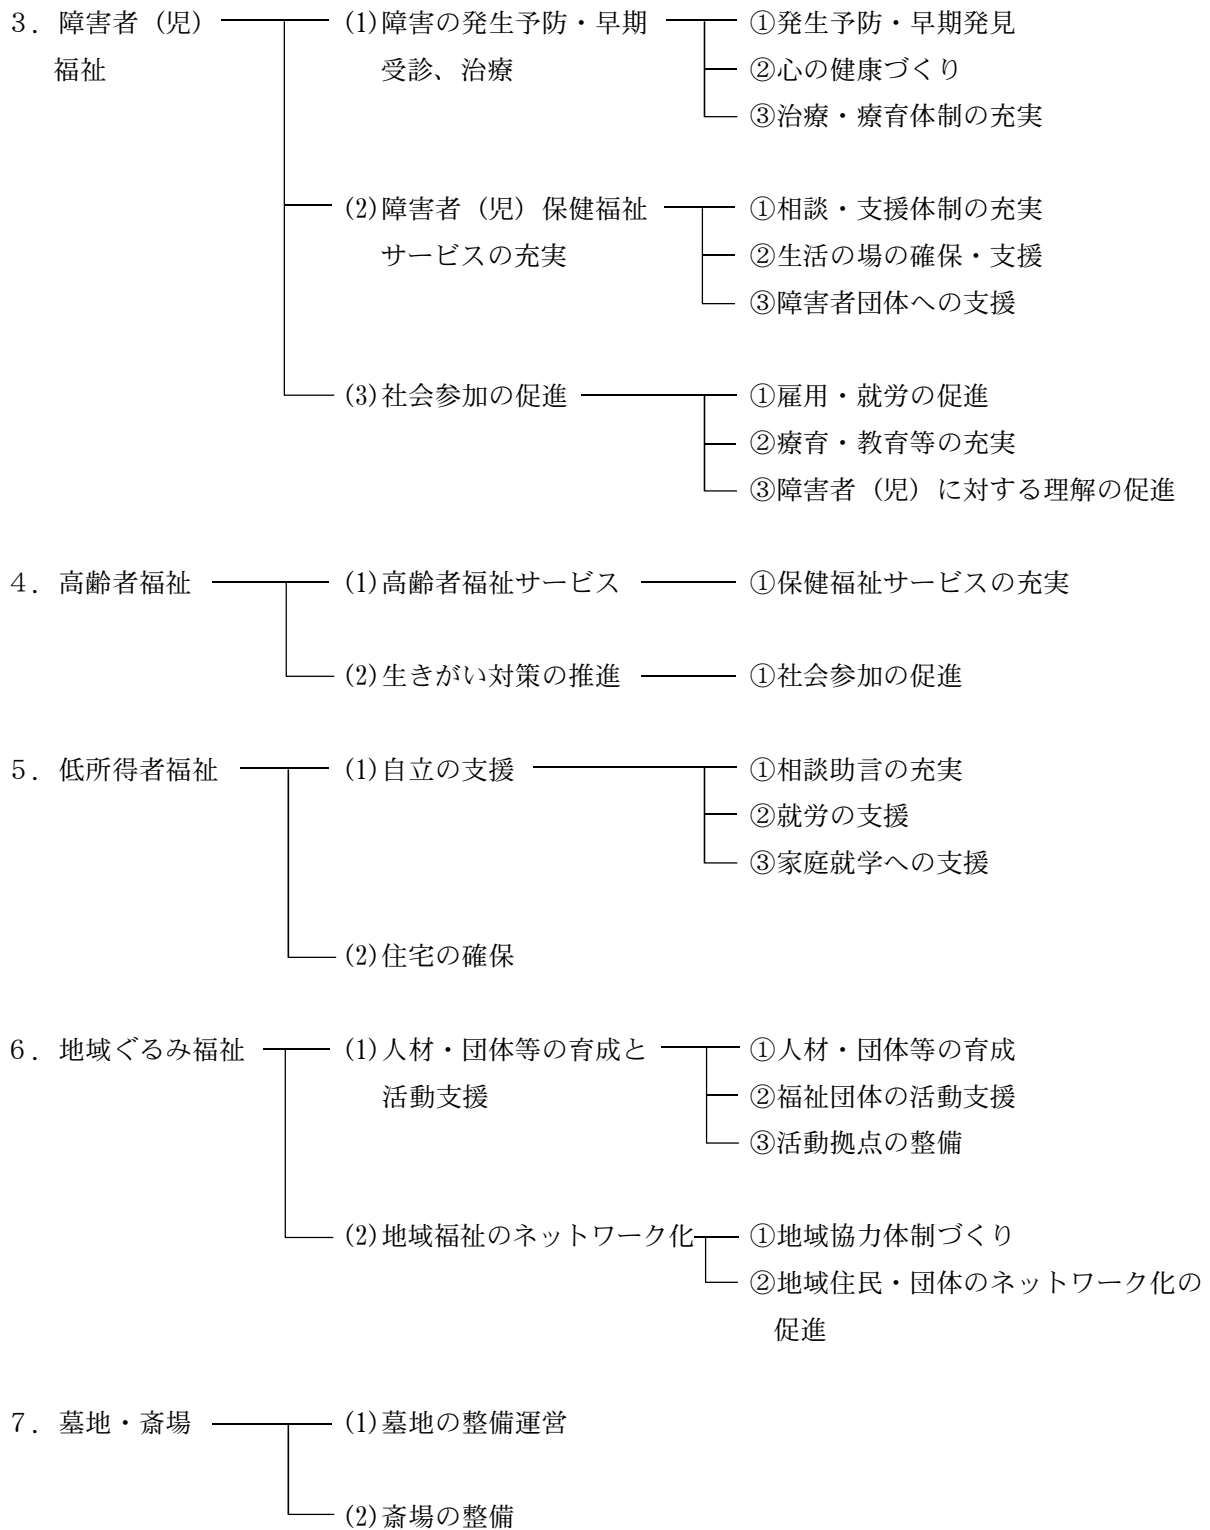 ３．障害者（児）
福祉
(1)障害の発生予防・早期
受診、治療
①発生予防・早期発見
②心の健康づくり
③治療・療育体制の充実
(2)障害者（児）保健福祉
サービスの充実
①相談・支援体制の充実
②生活の場の確保・支援
③障害者団体への支援
(3)社会参加の促進
①雇用・就労の促進
②療育・教育等の充実
③障害者（児）に対する理解の促進
４．高齢者福祉
(1)高齢者福祉サービス
①保健福祉サービスの充実
(2)生きがい対策の推進
①社会参加の促進
５．低所得者福祉
(1)自立の支援
①相談助言の充実
②就労の支援
③家庭就学への支援
(2)住宅の確保
６．地域ぐるみ福祉
(1)人材・団体等の育成と
活動支援
①人材・団体等の育成
②福祉団体の活動支援
③活動拠点の整備
(2)地域福祉のネットワーク化
①地域協力体制づくり
②地域住民・団体のネットワーク化の
促進
７．墓地・斎場
(1)墓地の整備運営
(2)斎場の整備